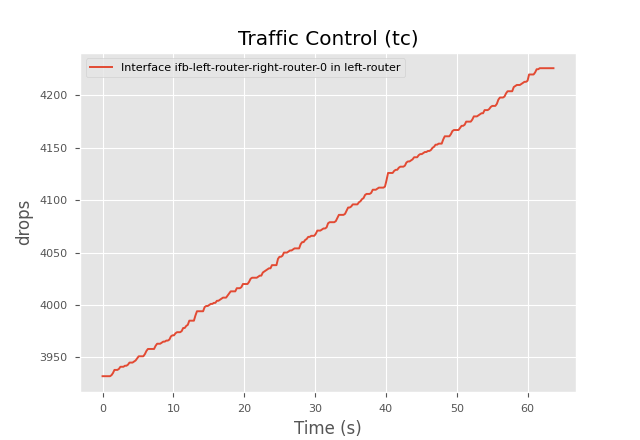 Traffic Control (tc)
Interface ifb-left-router-right-router-0 in left-router
4200
4150
4100
4050
4000
3950
drops
0 10 20 30 40 50 60
Time (s)